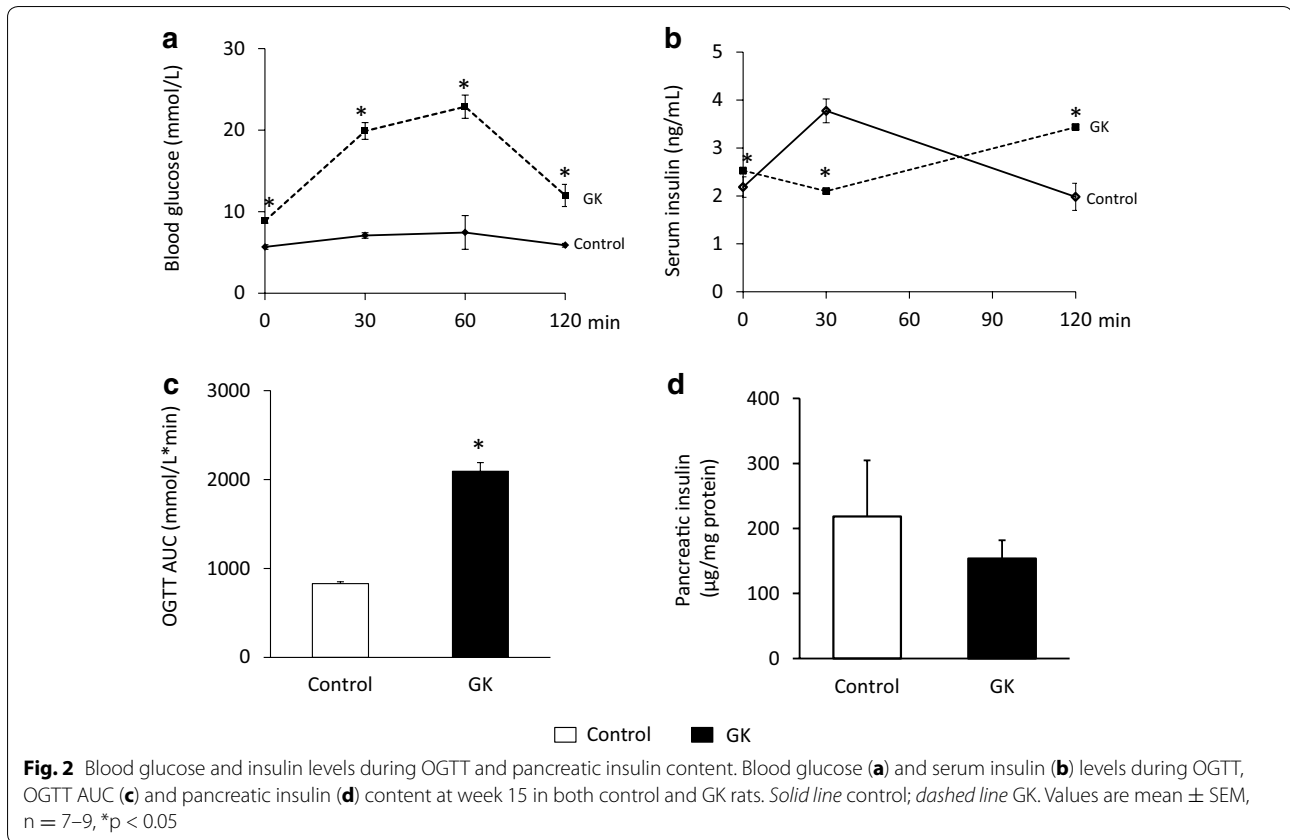 a
Blood glucose (mmol/L)
30
20
10
0
*
*
*
*
GK
Control
0 30 60 120 min
b
Serum insulin (ng/mL)
5
4
3
2
1
0
*
*
*
GK
Control
0 30 60 90 120 min
c
OGTT AUC (mmol/L*min)
3000
2000
1000
0
*
Control GK
d
Pancreatic insulin
(µg/mg protein)
400
300
200
100
0
Control GK
Control GK
Fig. 2 Blood glucose and insulin levels during OGTT and pancreatic insulin content. Blood glucose (a) and serum insulin (b) levels during OGTT,
OGTT AUC (c) and pancreatic insulin (d) content at week 15 in both control and GK rats. Solid line control; dashed line GK. Values are mean ± SEM,
n = 7–9, *p < 0.05